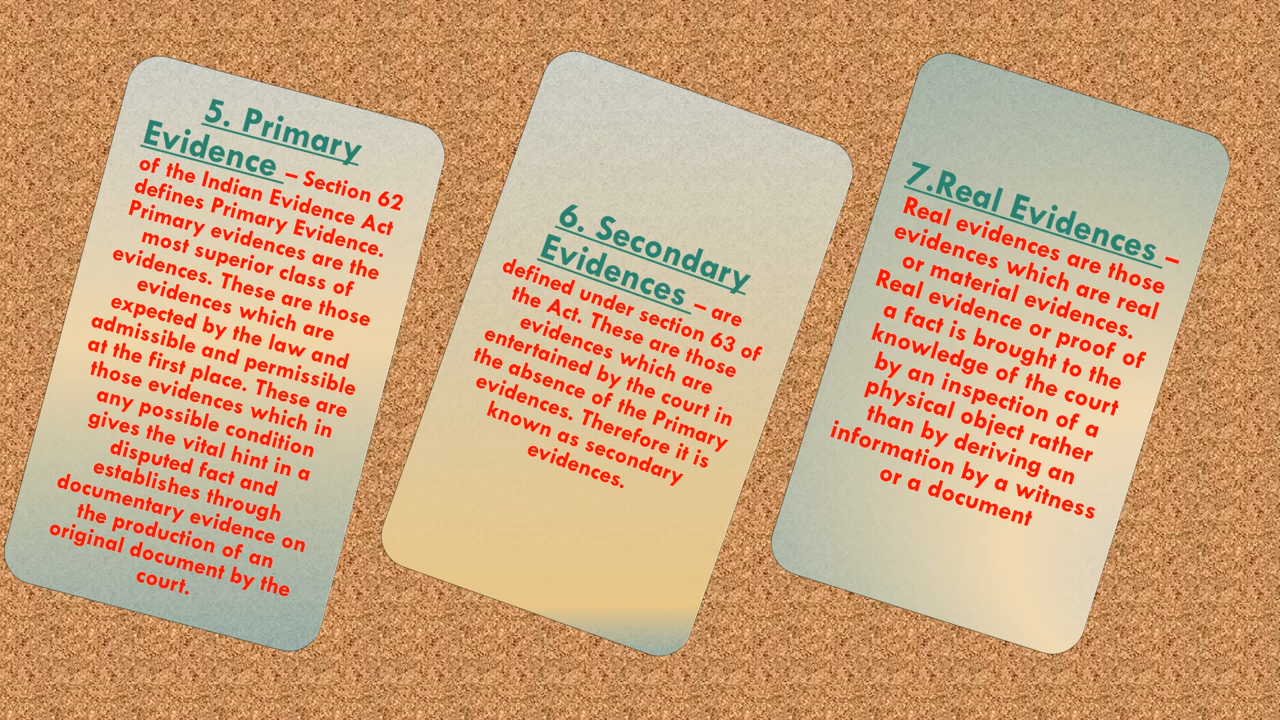 5. Primary
Evidence – Section 62
of the Indian Evidence Act
defines Primary Evidence.
Primary evidences are the
most superior class of
evidences. These are those
evidences which are
expected by the law and
admissible and permissible
at the first place. These are
those evidences which in
any possible condition
gives the vital hint in a
disputed fact and
establishes through
documentary evidence on
the production of an
original document by the
court.
6. Secondary
Evidences – are
defined under section 63 of
the Act. These are those
evidences which are
entertained by the court in
the absence of the Primary
evidences. Therefore it is
known as secondary
evidences.
7.Real Evidences –
Real evidences are those
evidences which are real
or material evidences.
Real evidence or proof of
a fact is brought to the
knowledge of the court
by an inspection of a
physical object rather
than by deriving an
information by a witness
or a document